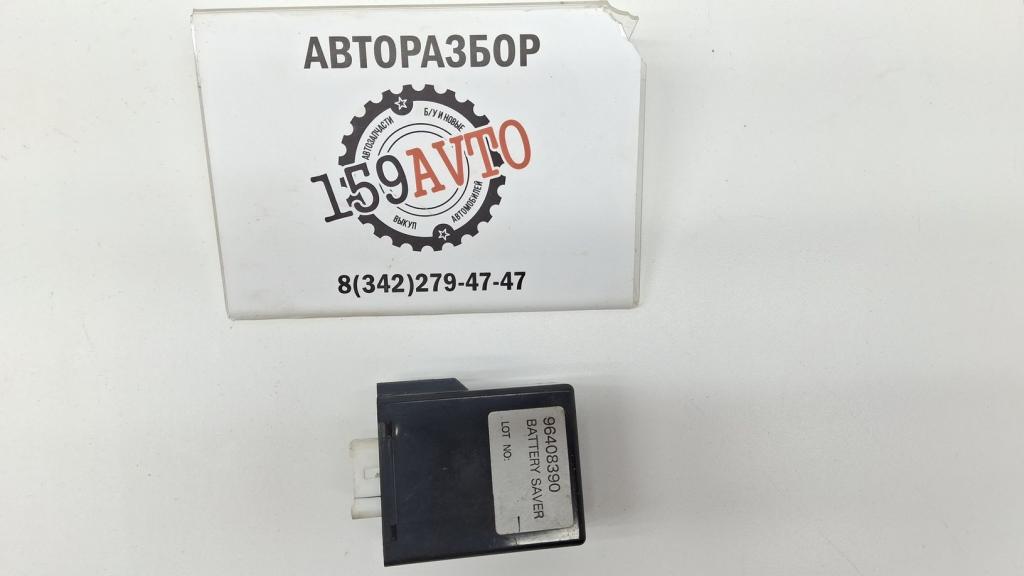 АВТОРАЗБОР
АВТОЗАПЧАСТИ
Б/У И НОВЫЕ
159AVTO
ВЫКУП
АВТОМОБИЛЕЙ
8(342)279-47-47
96408390
BATTERY SAVER
LOT NO: